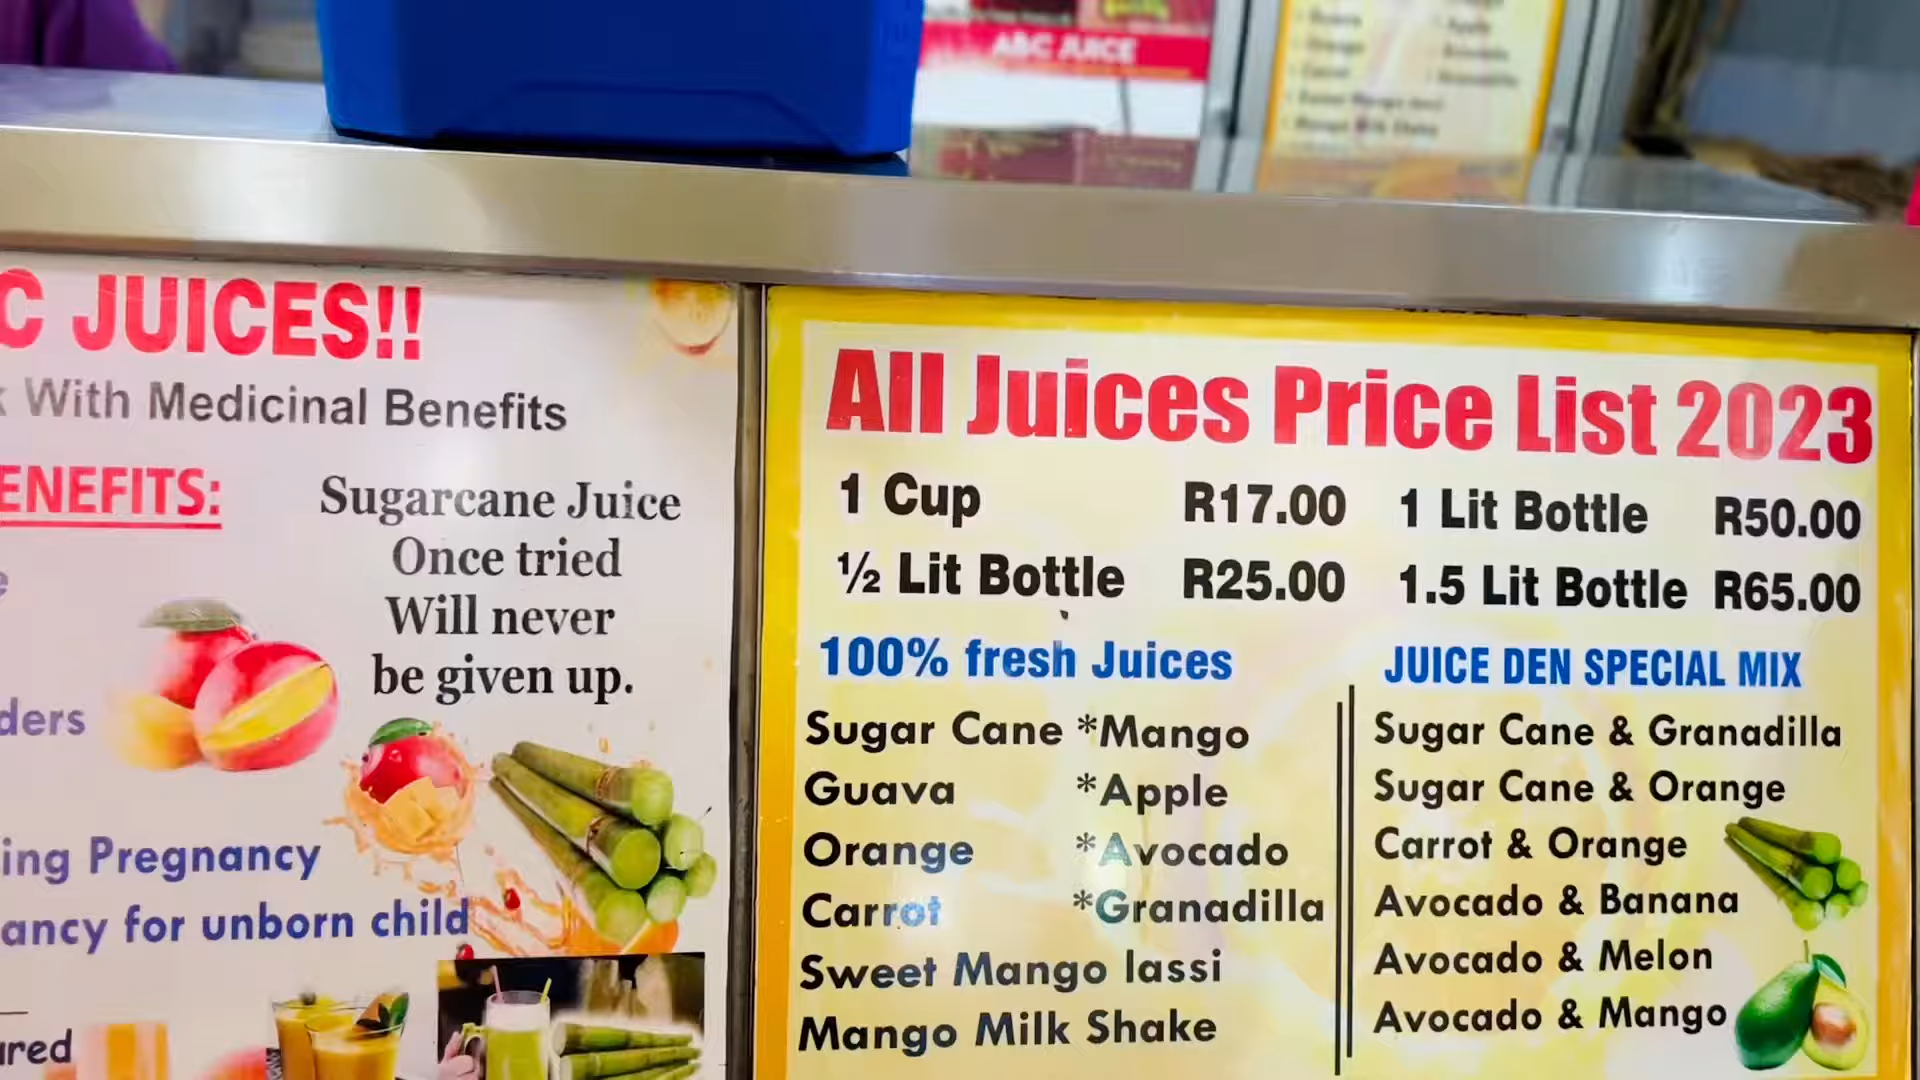 ABC JUICE
C JUICES!!
With Medicinal Benefits
ENEFITS:
Sugarcane Juice
Once tried
Will never
be given up.
ders
ing Pregnancy
ancy for unborn child
ared
All Juices Price List 2023
1 Cup R17.00 1 Lit Bottle R50.00
½ Lit Bottle R25.00 1.5 Lit Bottle R65.00
100% fresh Juices
Sugar Cane *Mango
Guava *Apple
Orange *Avocado
Carrot *Granadilla
Sweet Mango lassi
Mango Milk Shake
JUICE DEN SPECIAL MIX
Sugar Cane & Granadilla
Sugar Cane & Orange
Carrot & Orange
Avocado & Banana
Avocado & Melon
Avocado & Mango